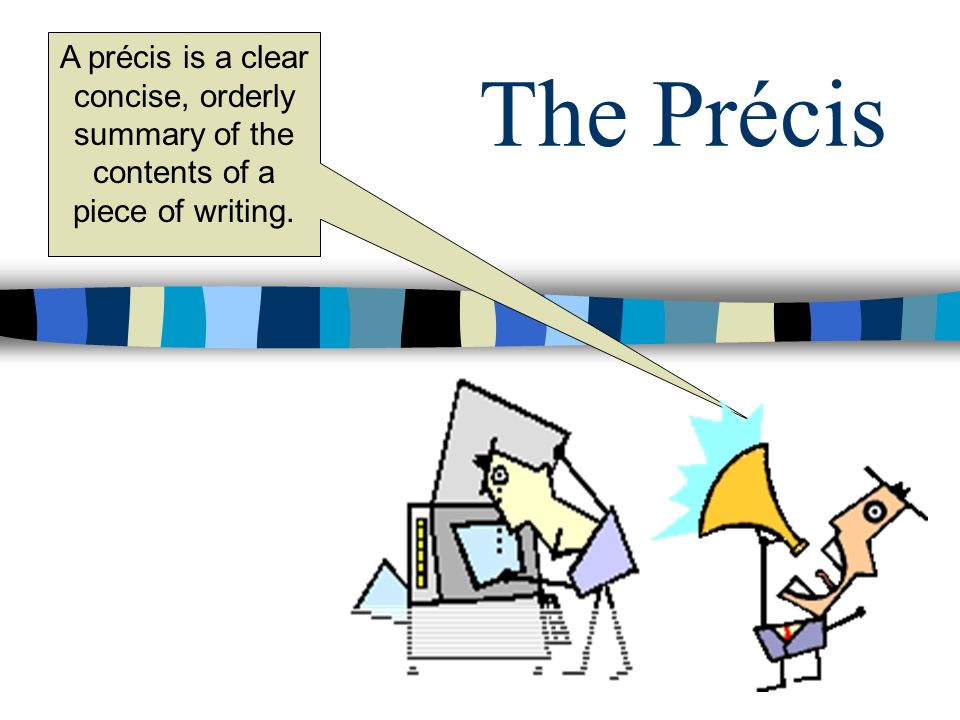 A précis is a clear
concise, orderly
summary of the
contents of a
piece of writing.
The Précis